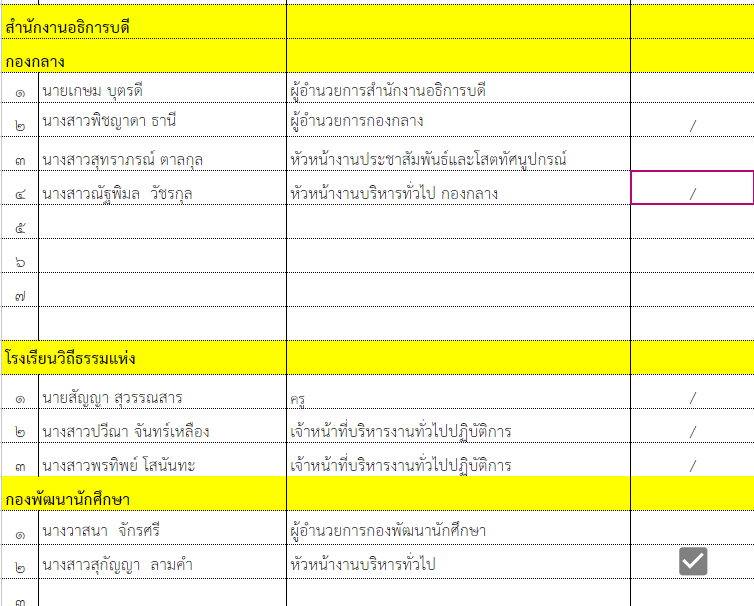 สำนักงานอธิการบดี
กองกลาง
๑ นายเกษม บุตรดี ผู้อำนวยการสำนักงานอธิการบดี
๒ นางสาวพิชญาดา ธานี ผู้อำนวยการกองกลาง /
๓ นางสาวสุทราภรณ์ ตาลกุล หัวหน้างานประชาสัมพันธ์และโสตทัศนูปกรณ์
๔ นางสาวณัฐพิมล วัชรกุล หัวหน้างานบริหารทั่วไป กองกลาง /
๕
๖
๗
โรงเรียนวิถีธรรมแห่ง
๑ นายสัญญา สุวรรณสาร ครู /
๒ นางสาวปวีณา จันทร์เหลือง เจ้าหน้าที่บริหารงานทั่วไปปฏิบัติการ /
๓ นางสาวพรทิพย์ โสนันทะ เจ้าหน้าที่บริหารงานทั่วไปปฏิบัติการ /
กองพัฒนานักศึกษา
๑ นางวาสนา จักรศรี ผู้อำนวยการกองพัฒนานักศึกษา
๒ นางสาวสุกัญญา ลามคำ หัวหน้างานบริหารทั่วไป
๓